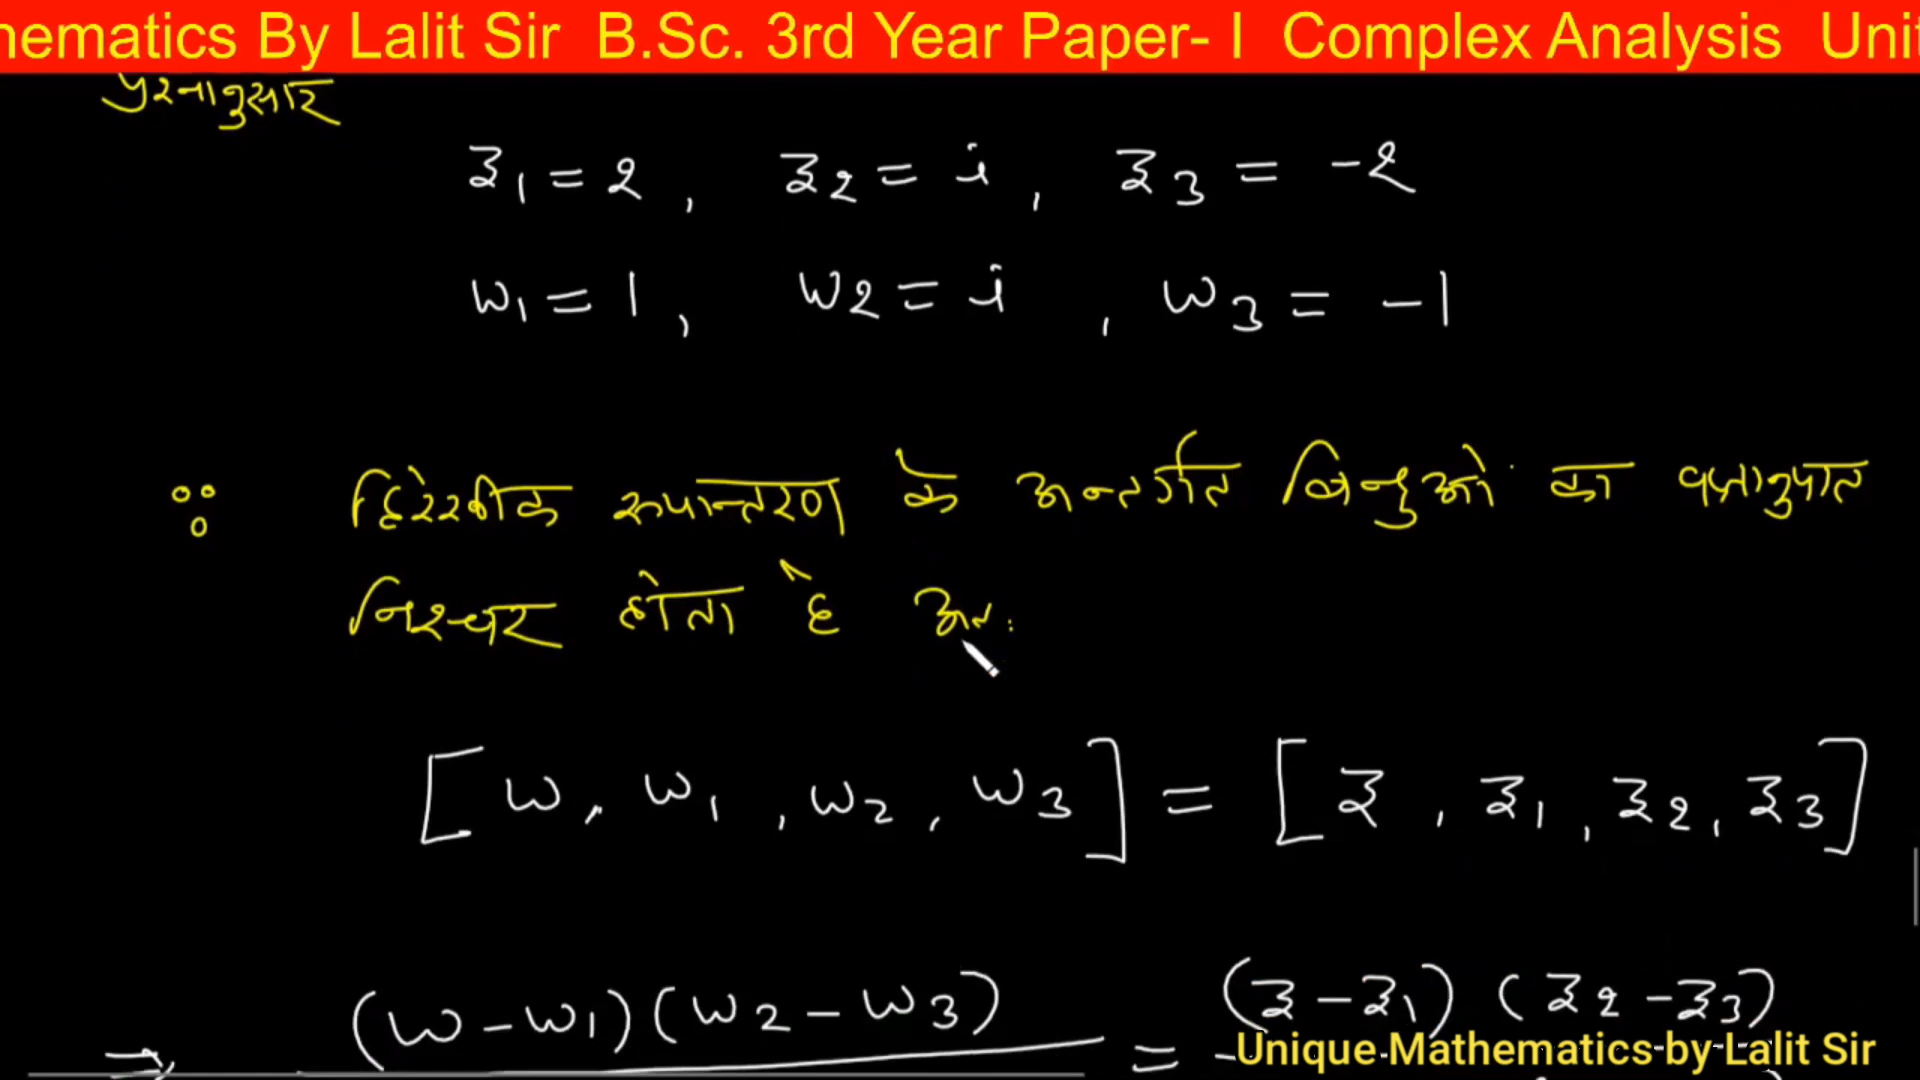 hematics By Lalit Sir B.Sc. 3rd Year Paper- I Complex Analysis Unit
प्रश्नानुसार
z₁ = 2 , z₂ = i , z₃ = -2
w₁ = 1 , w₂ = i , w₃ = -1
∵ द्विरेखीक रूपान्तरण के अन्तर्गत बिन्दुओं का वज्रानुपात
निश्चर होता है अतः
[ w , w₁ , w₂ , w₃ ] = [ z , z₁ , z₂ , z₃ ]
⇒ (w - w₁) (w₂ - w₃) = (z - z₁) (z₂ - z₃)
Unique Mathematics by Lalit Sir